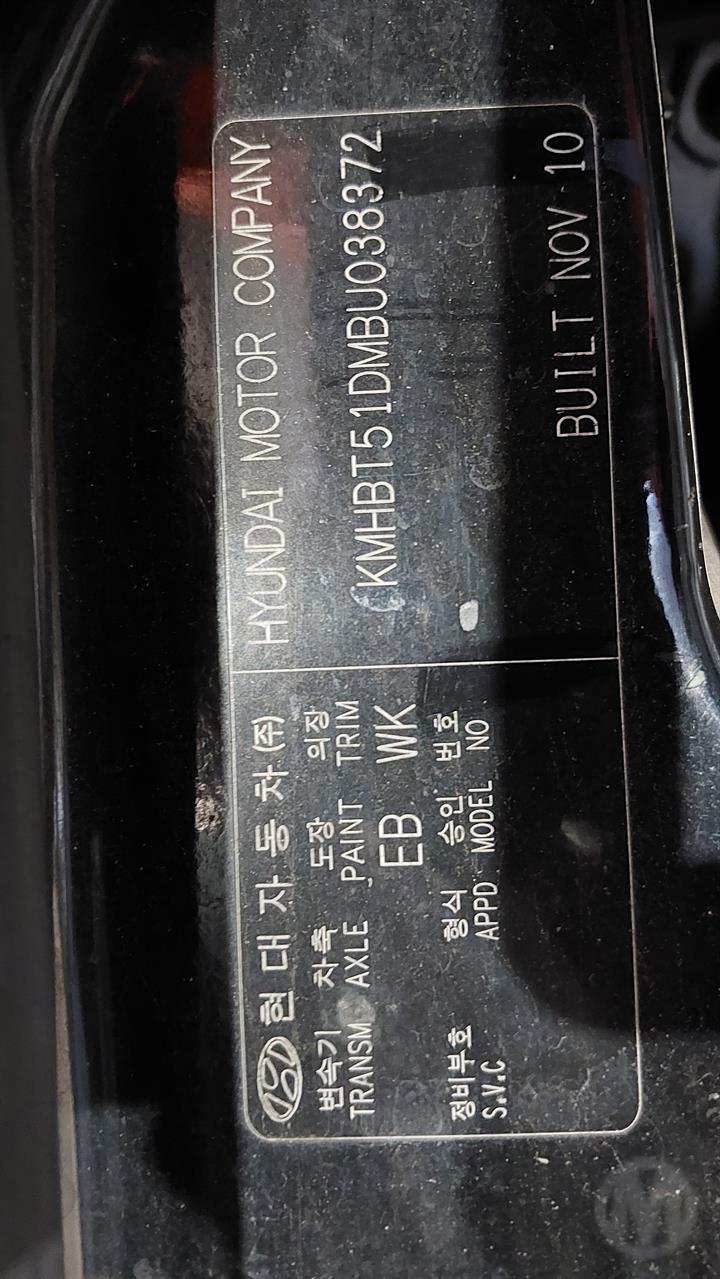 현대자동차(주)
변속기 차축 도장 의장
TRANSM AXLE PAINT TRIM
EB WK
정비부호 형식 승인 번호
S.V.C APPD MODEL NO
HYUNDAI MOTOR COMPANY
KMHBT51DMBU038372
BUILT NOV 10